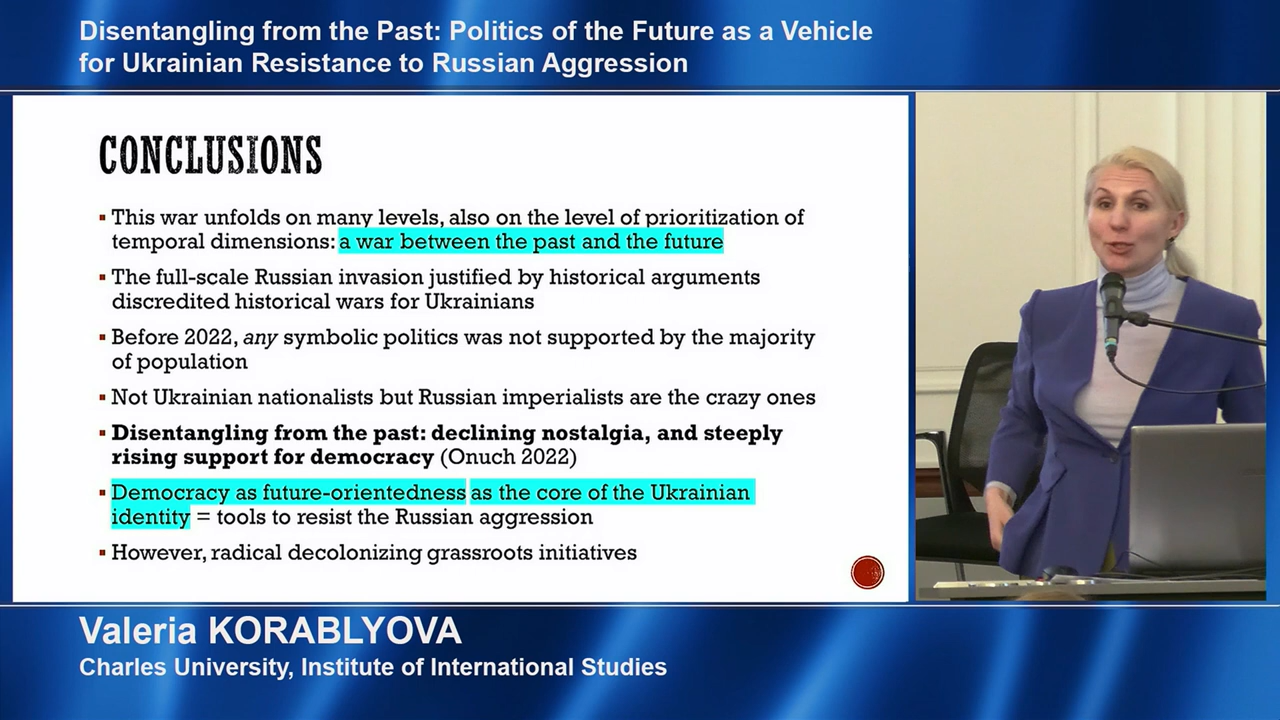 Disentangling from the Past: Politics of the Future as a Vehicle
for Ukrainian Resistance to Russian Aggression
CONCLUSIONS
▪ This war unfolds on many levels, also on the level of prioritization of
temporal dimensions: a war between the past and the future
▪ The full-scale Russian invasion justified by historical arguments
discredited historical wars for Ukrainians
▪ Before 2022, any symbolic politics was not supported by the majority
of population
▪ Not Ukrainian nationalists but Russian imperialists are the crazy ones
▪ Disentangling from the past: declining nostalgia, and steeply
rising support for democracy (Onuch 2022)
▪ Democracy as future-orientedness as the core of the Ukrainian
identity = tools to resist the Russian aggression
▪ However, radical decolonizing grassroots initiatives
Valeria KORABLYOVA
Charles University, Institute of International Studies